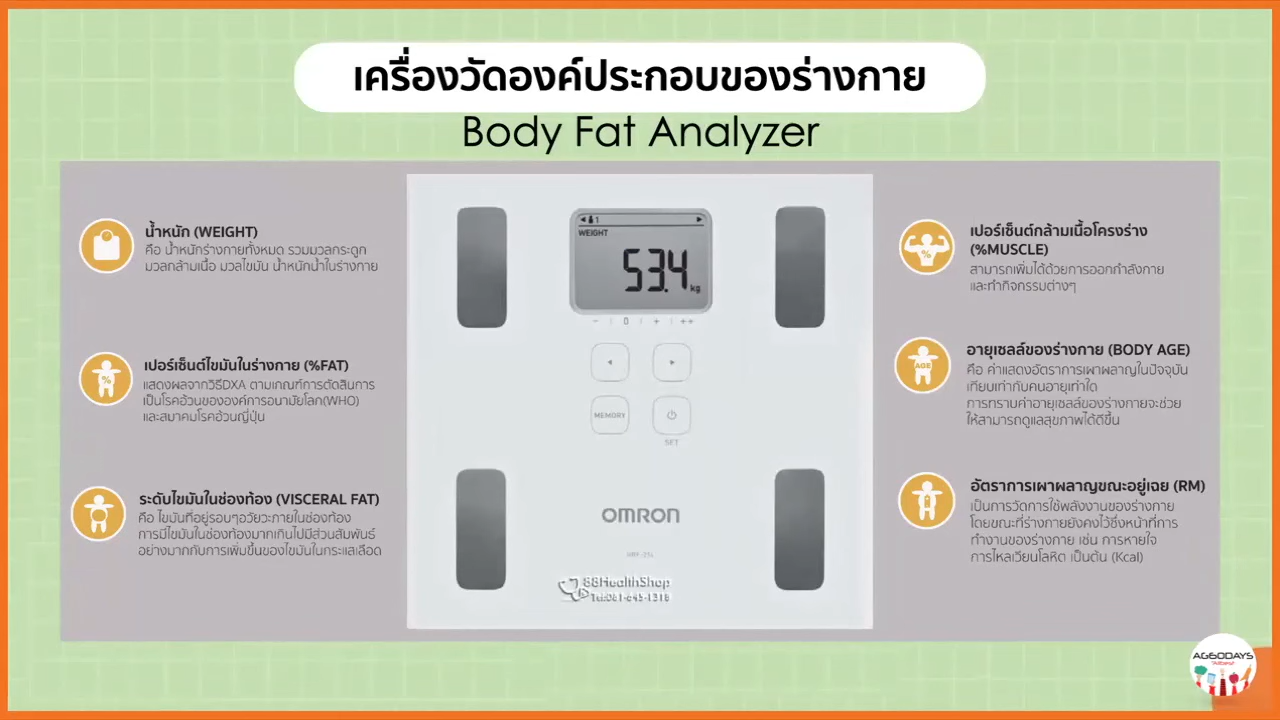 เครื่องวัดองค์ประกอบของร่างกาย
Body Fat Analyzer
น้ำหนัก (WEIGHT)
คือ น้ำหนักร่างกายทั้งหมด รวมมวลกระดูก
มวลกล้ามเนื้อ มวลไขมัน น้ำหนักน้ำในร่างกาย
เปอร์เซ็นต์ไขมันในร่างกาย (%FAT)
แสดงผลจากวิธีDXA ตามเกณฑ์การตัดสินการ
เป็นโรคอ้วนขององค์การอนามัยโลก(WHO)
และสมาคมโรคอ้วนญี่ปุ่น
ระดับไขมันในช่องท้อง (VISCERAL FAT)
คือ ไขมันที่อยู่รอบๆอวัยวะภายในช่องท้อง
การมีไขมันในช่องท้องมากเกินไปมีส่วนสัมพันธ์
อย่างมากกับการเพิ่มขึ้นของไขมันในกระแสเลือด
1
WEIGHT
53.4 kg
− | 0 | + | ++
MEMORY
SET
OMRON
88HealthShop
Tel:081-645-1318
เปอร์เซ็นต์กล้ามเนื้อโครงร่าง
(%MUSCLE)
สามารถเพิ่มได้ด้วยการออกกำลังกาย
และทำกิจกรรมต่างๆ
อายุเซลล์ของร่างกาย (BODY AGE)
คือ ค่าแสดงอัตราการเผาผลาญในปัจจุบัน
เทียบเท่ากับคนอายุเท่าใด
การทราบค่าอายุเซลล์ของร่างกายจะช่วย
ให้สามารถดูแลสุขภาพได้ดีขึ้น
อัตราการเผาผลาญขณะอยู่เฉย (RM)
เป็นการวัดการใช้พลังงานของร่างกาย
โดยขณะที่ร่างกายยังคงไว้ซึ่งหน้าที่การ
ทำงานของร่างกาย เช่น การหายใจ
การไหลเวียนโลหิต เป็นต้น (Kcal)
%
%
AGE
AG60DAYS